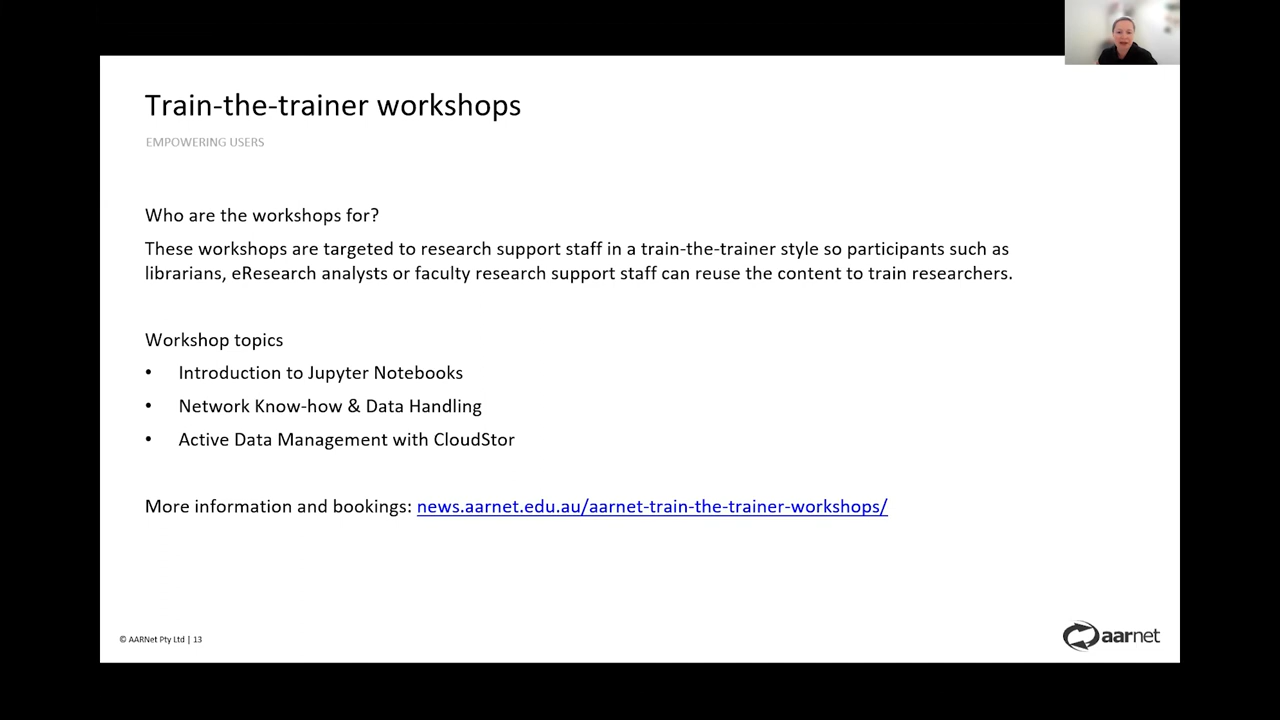 Train-the-trainer workshops
EMPOWERING USERS
Who are the workshops for?
These workshops are targeted to research support staff in a train-the-trainer style so participants such as
librarians, eResearch analysts or faculty research support staff can reuse the content to train researchers.
Workshop topics
• Introduction to Jupyter Notebooks
• Network Know-how & Data Handling
• Active Data Management with CloudStor
More information and bookings: news.aarnet.edu.au/aarnet-train-the-trainer-workshops/
© AARNet Pty Ltd | 13
aarnet